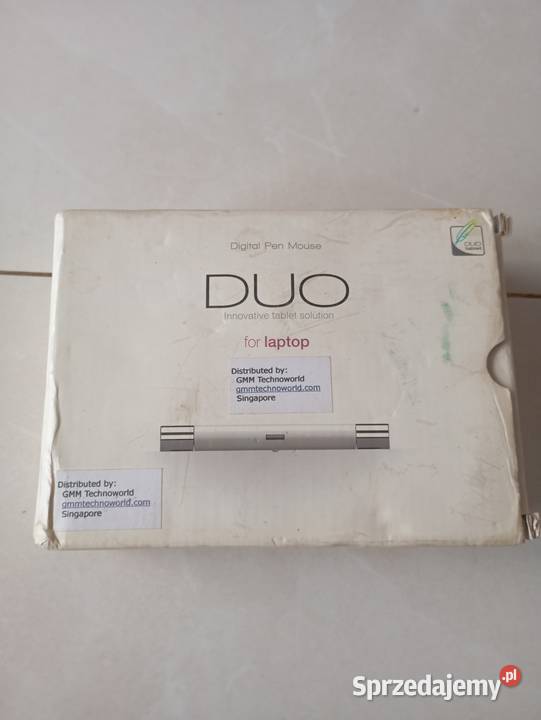 Digital Pen Mouse
DUO
DUO
Innovative tablet solution
for laptop
Distributed by:
GMM Technoworld
gmmtechnoworld.com
Singapore
Distributed by:
GMM Technoworld
gmmtechnoworld.com
Singapore
Sprzedajemy.pl